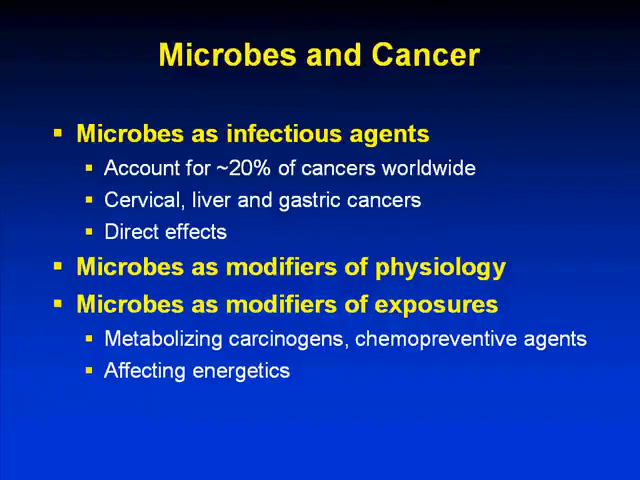 Microbes and Cancer
Microbes as infectious agents
Account for ~20% of cancers worldwide
Cervical, liver and gastric cancers
Direct effects
Microbes as modifiers of physiology
Microbes as modifiers of exposures
Metabolizing carcinogens, chemopreventive agents
Affecting energetics